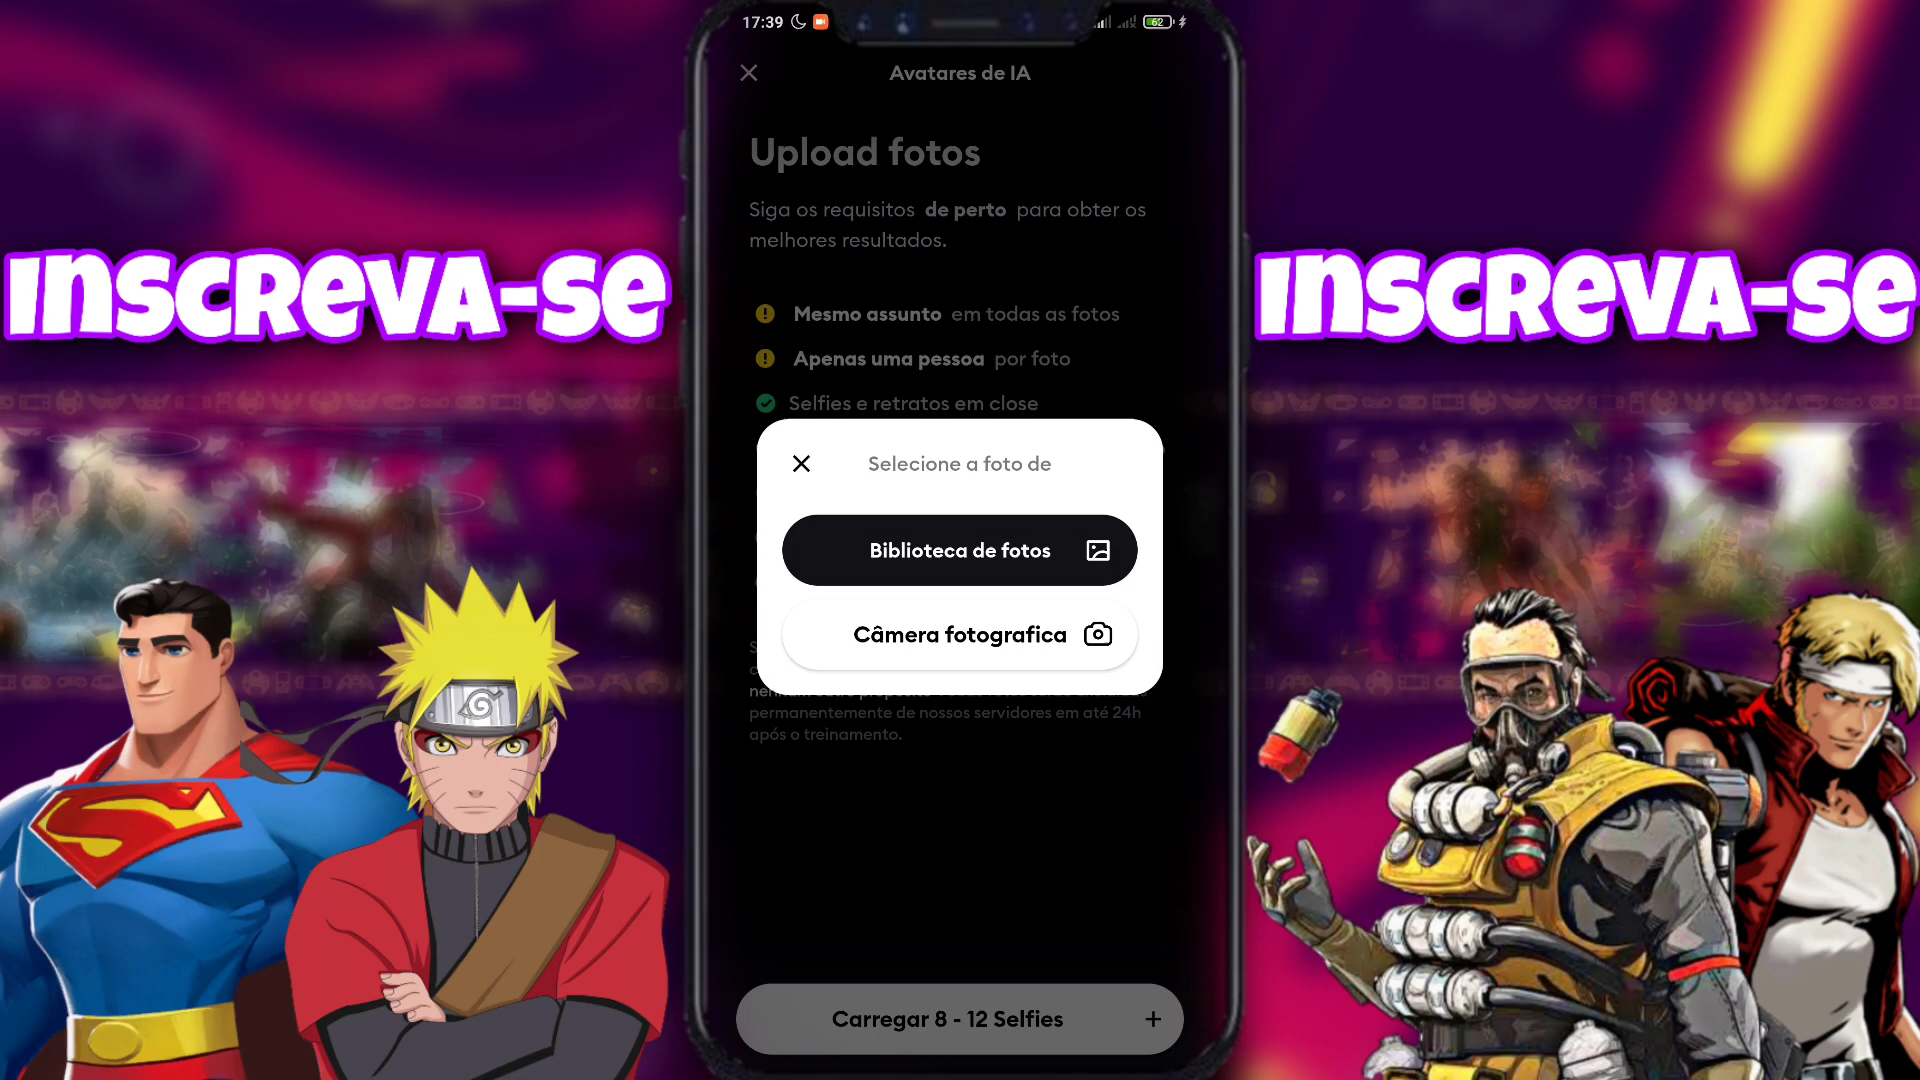 17:39
62
Avatares de IA
Upload fotos
Siga os requisitos de perto para obter os
melhores resultados.
Mesmo assunto em todas as fotos
Apenas uma pessoa por foto
Selfies e retratos em close
INSCREVA-SE
INSCREVA-SE
Selecione a foto de
Biblioteca de fotos
Câmera fotografica
permanentemente de nossos servidores em até 24h
após o treinamento.
Carregar 8 - 12 Selfies